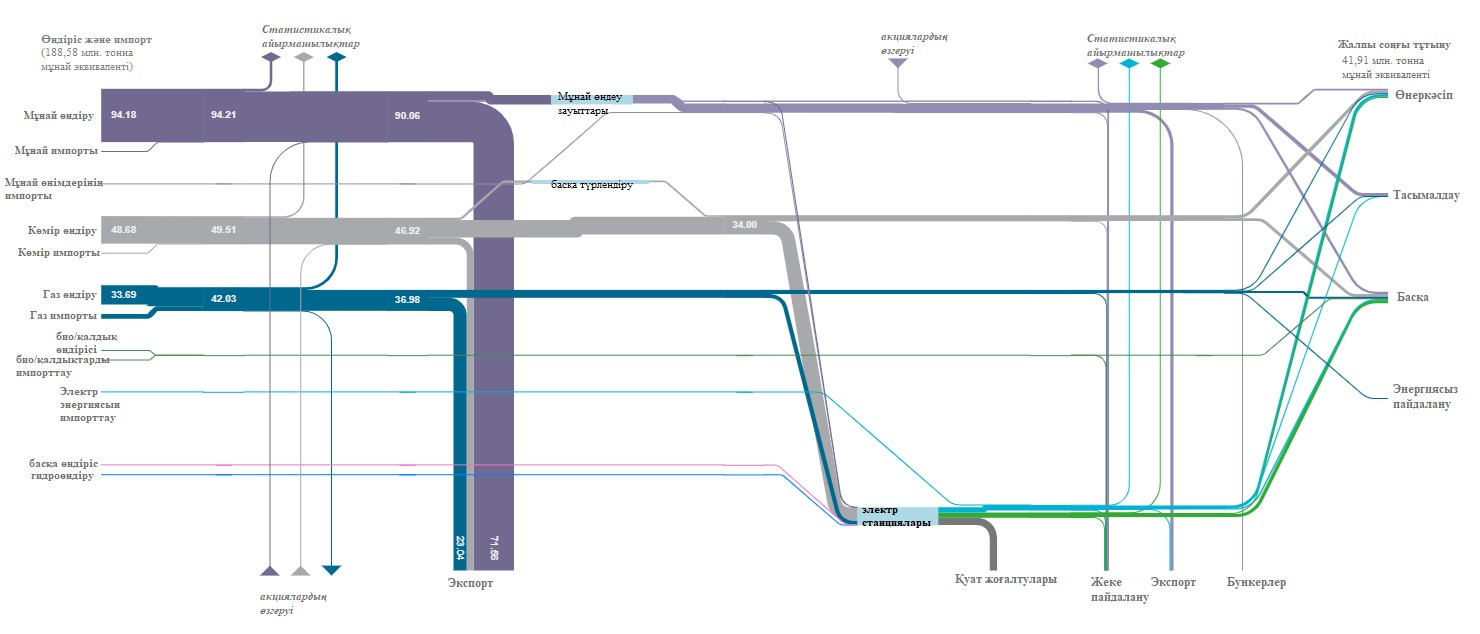 Өндіріс және импорт
(188,58 млн. тонна
мұнай эквиваленті)
Статистикалық
айырмашылықтар
акциялардың
өзгеруі
Статистикалық
айырмашылықтар
Жалпы соңғы тұтыну
41,91 млн. тонна
мұнай эквиваленті
Мұнай өндіру
94.18
94.21
90.06
Мұнай өңдеу
зауыттары
Өнеркәсіп
Мұнай импорты
Мұнай өнімдерінің
импорты
басқа түрлендіру
Тасымалдау
Көмір өндіру
48.68
49.51
46.92
34.00
Көмір импорты
Газ өндіру
33.69
42.03
36.98
Басқа
Газ импорты
био/қалдық
өндірісі
био/қалдықтарды
импорттау
Электр
энергиясын
импорттау
Энергиясыз
пайдалану
басқа өндіріс
гидроөндіру
электр
станциялары
23.04
71.56
Экспорт
акциялардың
өзгеруі
Қуат жоғалтулары
Жеке
пайдалану
Экспорт
Бункерлер